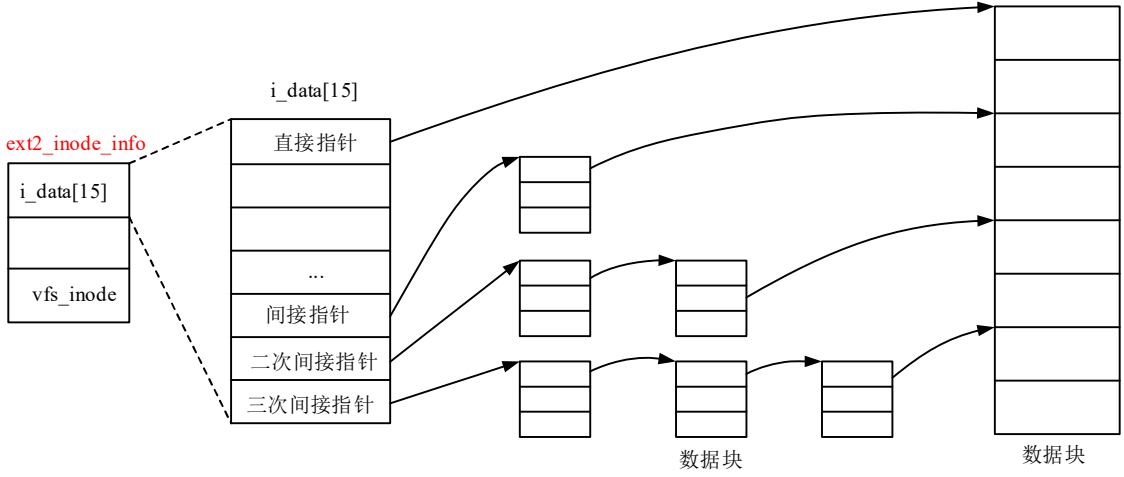 i_data[15]
ext2_inode_info
直接指针
i_data[15]
...
vfs_inode
间接指针
二次间接指针
三次间接指针
数据块
数据块